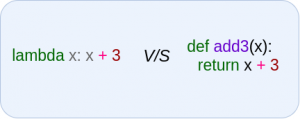 lambda x: x + 3
V/S
def add3(x):
return x + 3